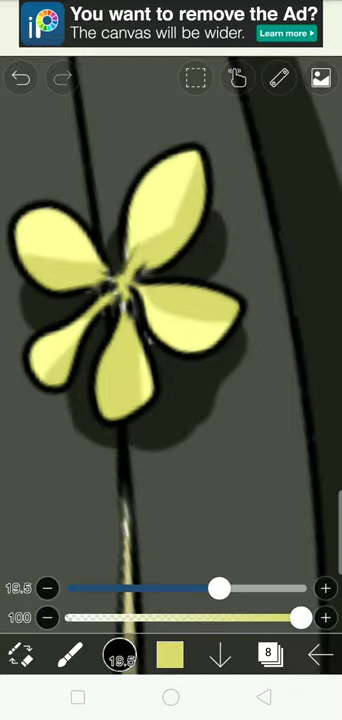 iP
You want to remove the Ad?
The canvas will be wider.
Learn more
19.5
100
19.5
8